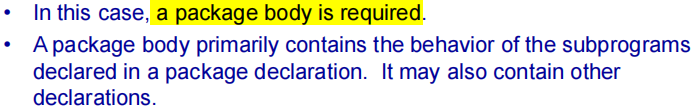 • In this case, a package body is required.
• A package body primarily contains the behavior of the subprograms
declared in a package declaration. It may also contain other
declarations.